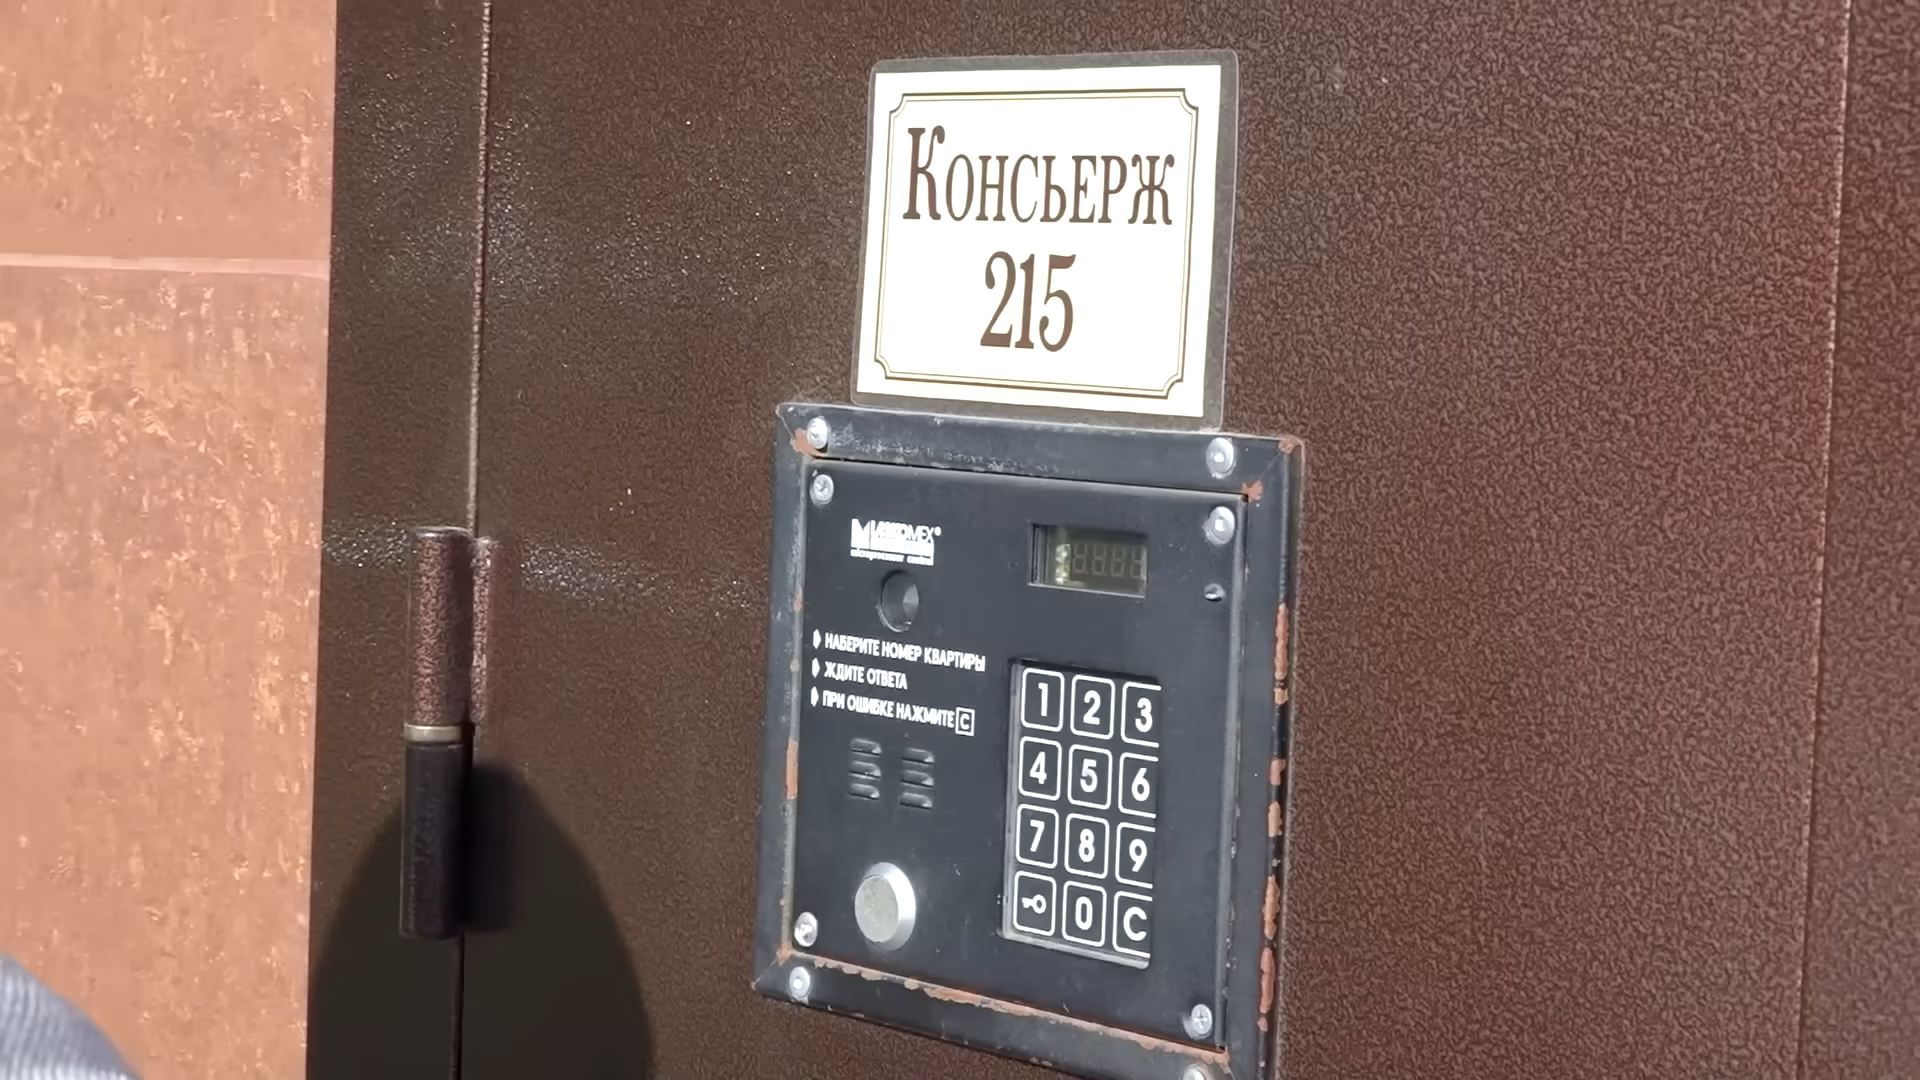 Консьерж
215
НАБЕРИТЕ НОМЕР КВАРТИРЫ
ЖДИТЕ ОТВЕТА
ПРИ ОШИБКЕ НАЖМИТЕ C
1 2 3
4 5 6
7 8 9
0 C